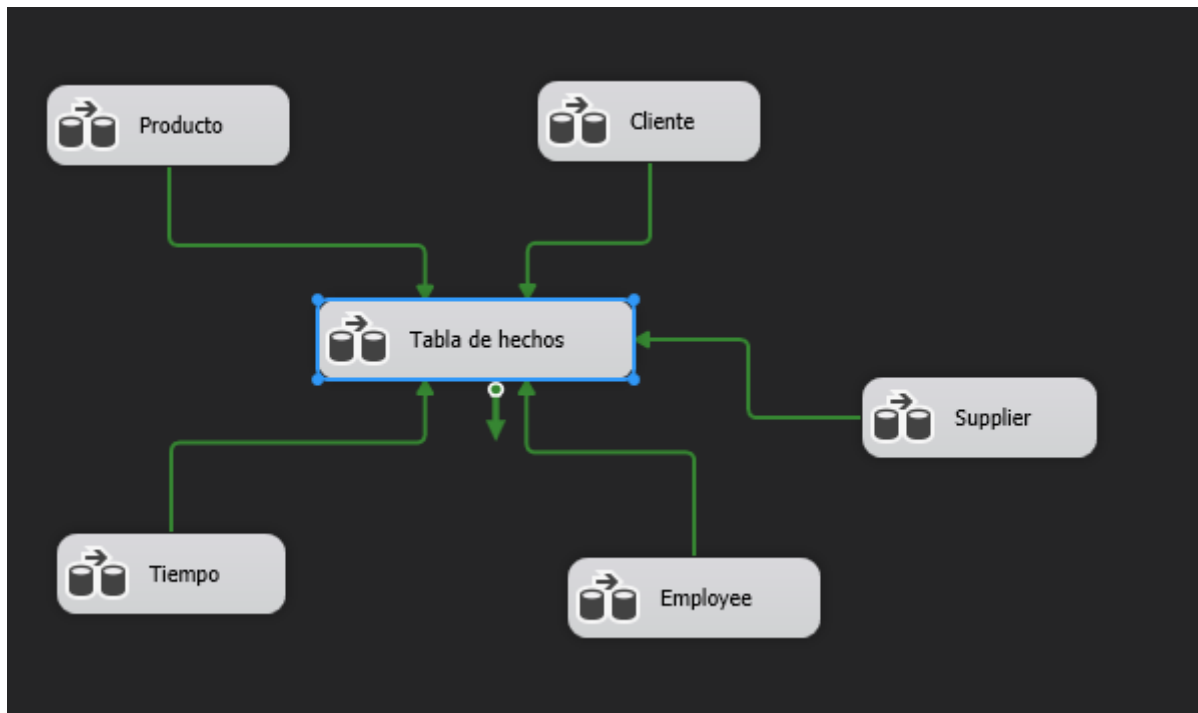 Producto
Cliente
Tabla de hechos
Supplier
Tiempo
Employee